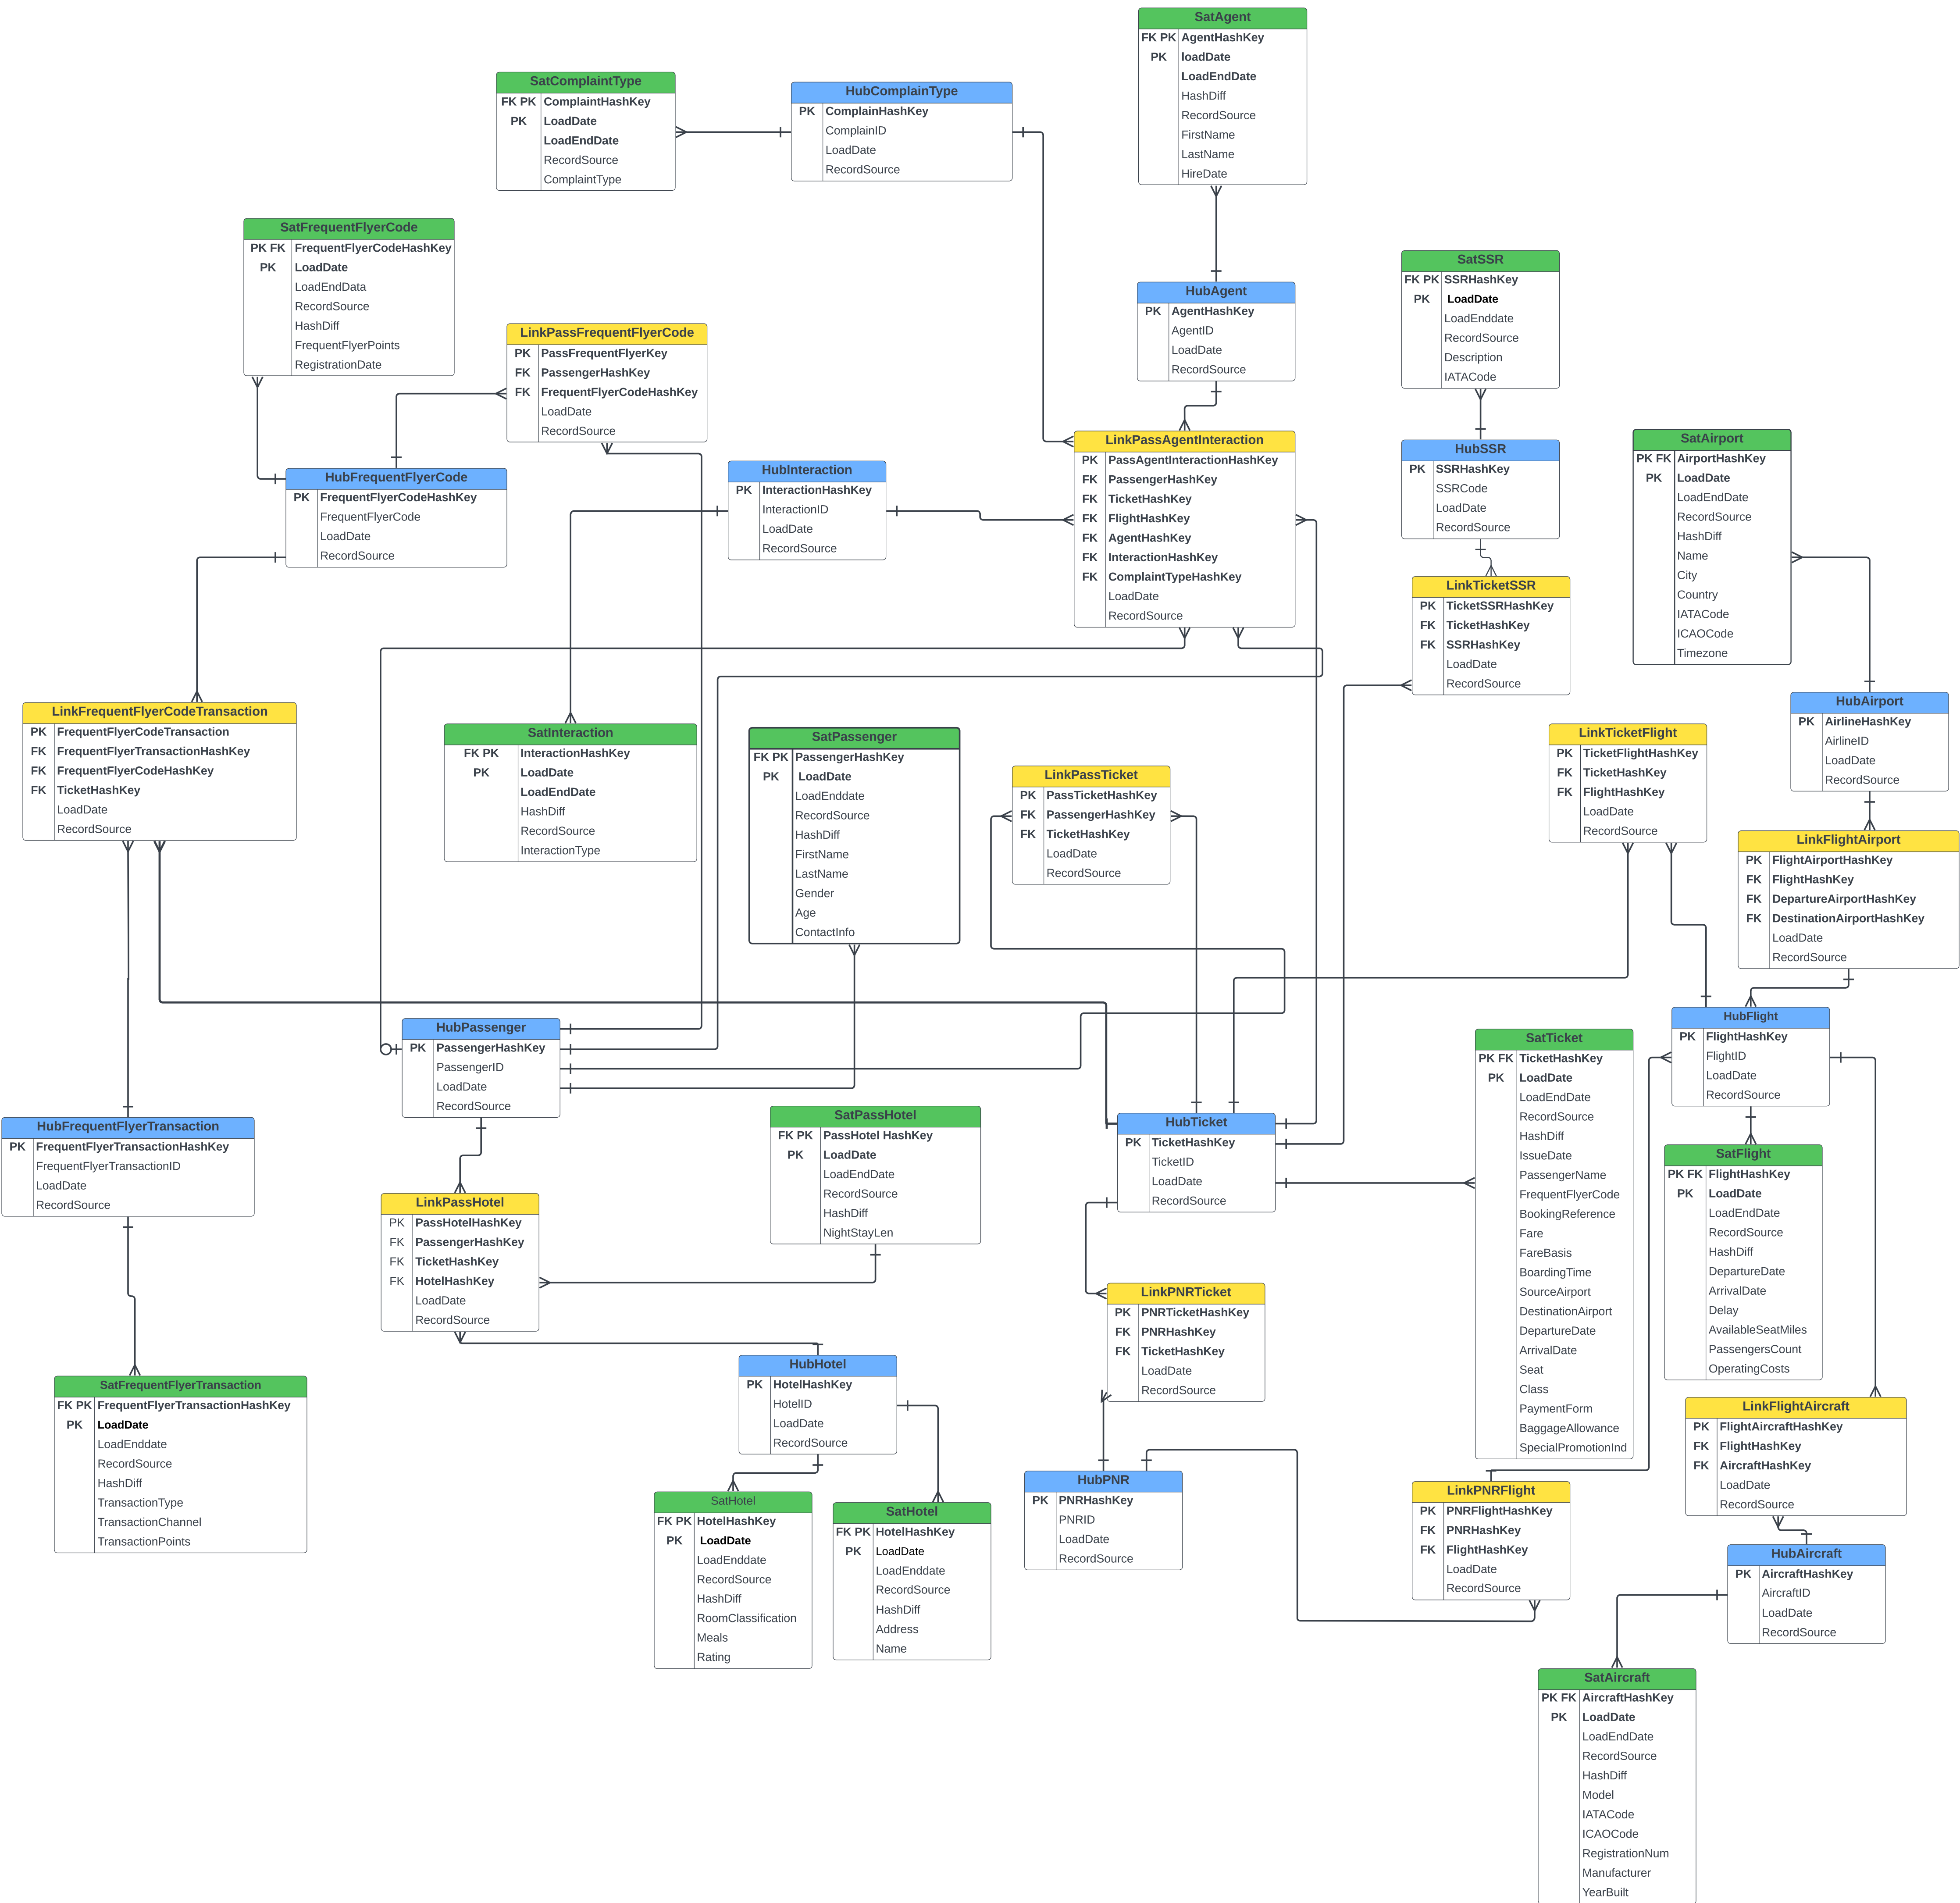 SatAgent
FK PK AgentHashKey
PK loadDate
LoadEndDate
HashDiff
RecordSource
FirstName
LastName
HireDate
SatComplaintType
FK PK ComplaintHashKey
PK LoadDate
LoadEndDate
RecordSource
ComplaintType
HubComplainType
PK ComplainHashKey
ComplainID
LoadDate
RecordSource
SatFrequentFlyerCode
PK FK FrequentFlyerCodeHashKey
PK LoadDate
LoadEndData
RecordSource
HashDiff
FrequentFlyerPoints
RegistrationDate
LinkPassFrequentFlyerCode
PK PassFrequentFlyerKey
FK PassengerHashKey
FK FrequentFlyerCodeHashKey
LoadDate
RecordSource
HubAgent
PK AgentHashKey
AgentID
LoadDate
RecordSource
SatSSR
FK PK SSRHashKey
PK LoadDate
LoadEnddate
RecordSource
Description
IATACode
HubFrequentFlyerCode
PK FrequentFlyerCodeHashKey
FrequentFlyerCode
LoadDate
RecordSource
HubInteraction
PK InteractionHashKey
InteractionID
LoadDate
RecordSource
LinkPassAgentInteraction
PK PassAgentInteractionHashKey
FK PassengerHashKey
FK TicketHashKey
FK FlightHashKey
FK AgentHashKey
FK InteractionHashKey
FK ComplaintTypeHashKey
LoadDate
RecordSource
HubSSR
PK SSRHashKey
SSRCode
LoadDate
RecordSource
SatAirport
PK FK AirportHashKey
PK LoadDate
LoadEndDate
RecordSource
HashDiff
Name
City
Country
IATACode
ICAOCode
Timezone
LinkTicketSSR
PK TicketSSRHashKey
FK TicketHashKey
FK SSRHashKey
LoadDate
RecordSource
LinkFrequentFlyerCodeTransaction
PK FrequentFlyerCodeTransaction
FK FrequentFlyerTransactionHashKey
FK FrequentFlyerCodeHashKey
FK TicketHashKey
LoadDate
RecordSource
SatInteraction
FK PK InteractionHashKey
PK LoadDate
LoadEndDate
HashDiff
RecordSource
InteractionType
SatPassenger
FK PK PassengerHashKey
PK LoadDate
LoadEnddate
RecordSource
HashDiff
FirstName
LastName
Gender
Age
ContactInfo
LinkPassTicket
PK PassTicketHashKey
FK PassengerHashKey
FK TicketHashKey
LoadDate
RecordSource
LinkTicketFlight
PK TicketFlightHashKey
FK TicketHashKey
FK FlightHashKey
LoadDate
RecordSource
HubAirport
PK AirlineHashKey
AirlineID
LoadDate
RecordSource
LinkFlightAirport
PK FlightAirportHashKey
FK FlightHashKey
FK DepartureAirportHashKey
FK DestinationAirportHashKey
LoadDate
RecordSource
HubPassenger
PK PassengerHashKey
PassengerID
LoadDate
RecordSource
HubFlight
PK FlightHashKey
FlightID
LoadDate
RecordSource
SatTicket
PK FK TicketHashKey
PK LoadDate
LoadEndDate
RecordSource
HashDiff
IssueDate
PassengerName
FrequentFlyerCode
BookingReference
Fare
FareBasis
BoardingTime
SourceAirport
DestinationAirport
DepartureDate
ArrivalDate
Seat
Class
PaymentForm
BaggageAllowance
SpecialPromotionInd
HubFrequentFlyerTransaction
PK FrequentFlyerTransactionHashKey
FrequentFlyerTransactionID
LoadDate
RecordSource
SatPassHotel
FK PK PassHotel HashKey
PK LoadDate
LoadEndDate
RecordSource
HashDiff
NightStayLen
HubTicket
PK TicketHashKey
TicketID
LoadDate
RecordSource
SatFlight
PK FK FlightHashKey
PK LoadDate
LoadEndDate
RecordSource
HashDiff
DepartureDate
ArrivalDate
Delay
AvailableSeatMiles
PassengersCount
OperatingCosts
LinkPassHotel
PK PassHotelHashKey
FK PassengerHashKey
FK TicketHashKey
FK HotelHashKey
LoadDate
RecordSource
LinkPNRTicket
PK PNRTicketHashKey
FK PNRHashKey
FK TicketHashKey
LoadDate
RecordSource
SatFrequentFlyerTransaction
FK PK FrequentFlyerTransactionHashKey
PK LoadDate
LoadEnddate
RecordSource
HashDiff
TransactionType
TransactionChannel
TransactionPoints
HubHotel
PK HotelHashKey
HotelID
LoadDate
RecordSource
LinkFlightAircraft
PK FlightAircraftHashKey
FK FlightHashKey
FK AircraftHashKey
LoadDate
RecordSource
HubPNR
PK PNRHashKey
PNRID
LoadDate
RecordSource
LinkPNRFlight
PK PNRFlightHashKey
FK PNRHashKey
FK FlightHashKey
LoadDate
RecordSource
SatHotel
FK PK HotelHashKey
PK LoadDate
LoadEnddate
RecordSource
HashDiff
RoomClassification
Meals
Rating
SatHotel
FK PK HotelHashKey
PK LoadDate
LoadEnddate
RecordSource
HashDiff
Address
Name
HubAircraft
PK AircraftHashKey
AircraftID
LoadDate
RecordSource
SatAircraft
PK FK AircraftHashKey
PK LoadDate
LoadEndDate
RecordSource
HashDiff
Model
IATACode
ICAOCode
RegistrationNum
Manufacturer
YearBuilt